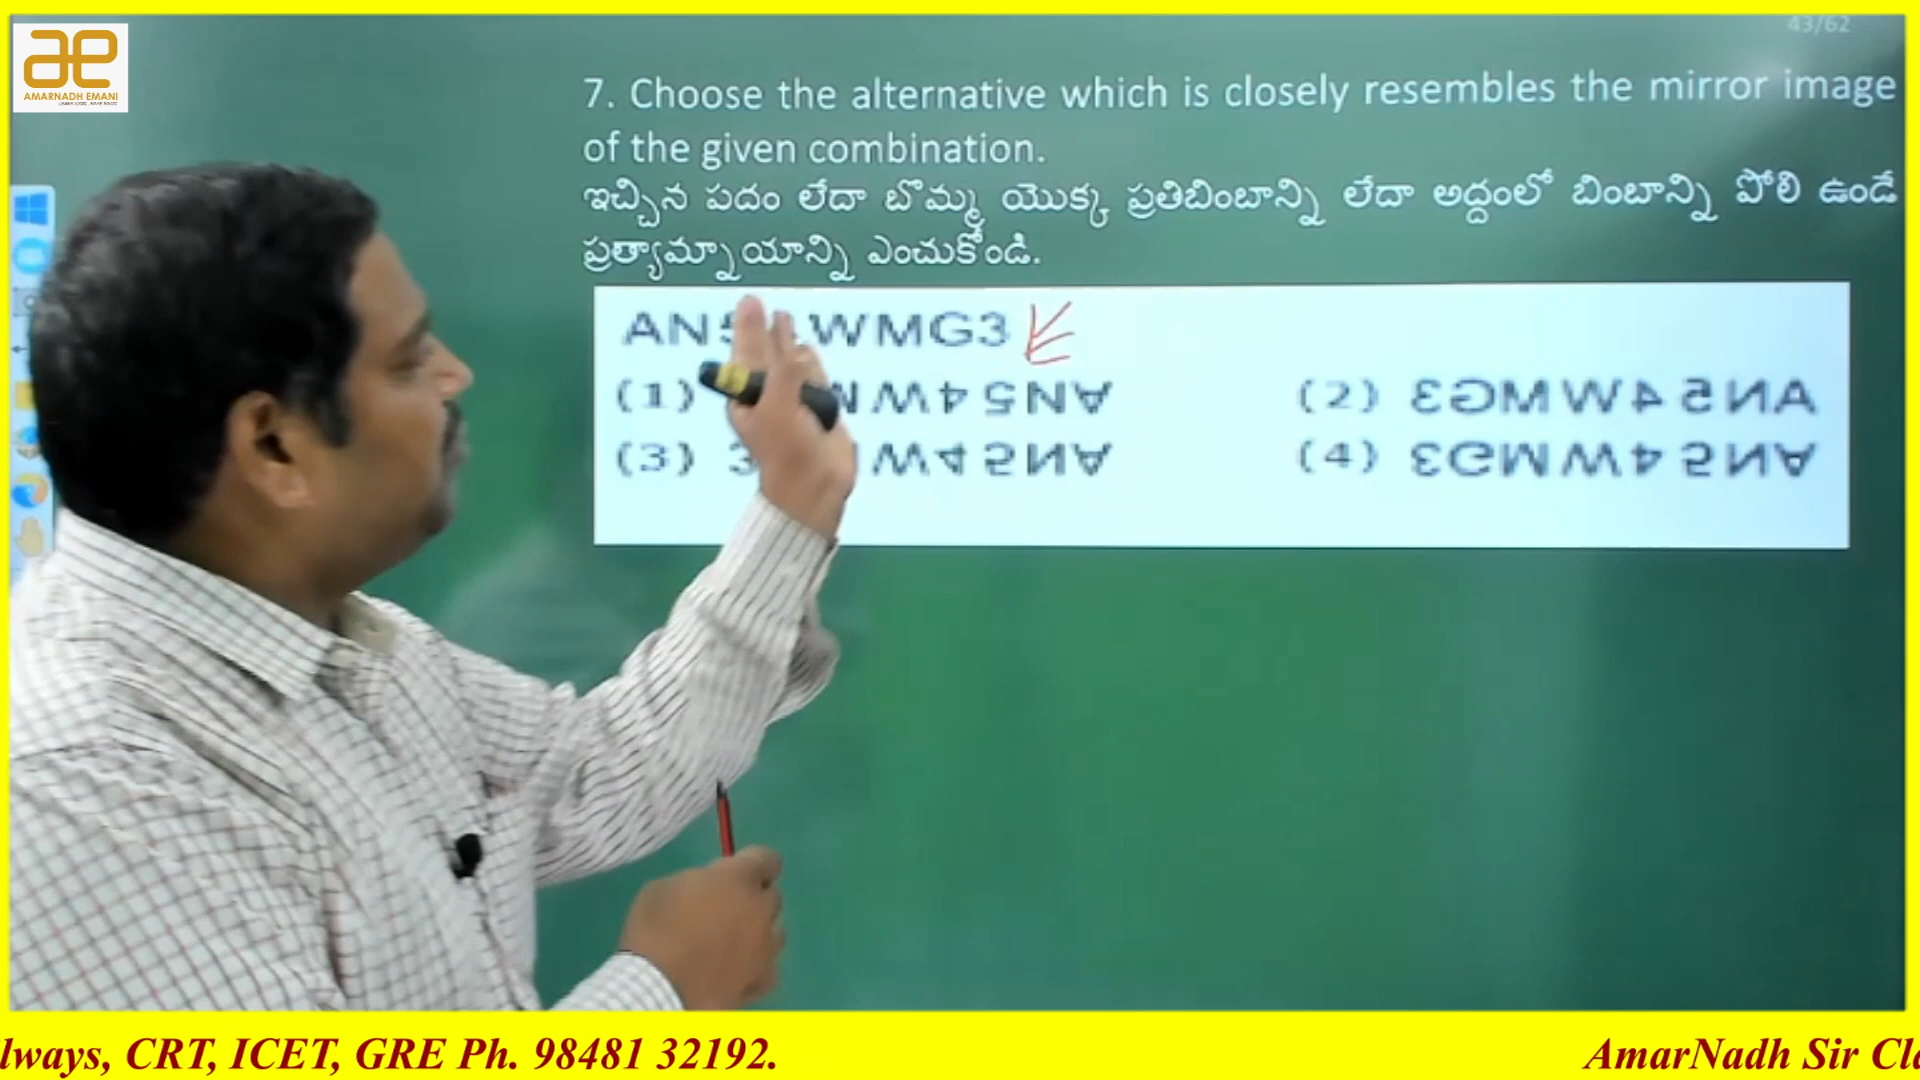 43/62
ae
AMARNADH EMANI
7. Choose the alternative which is closely resembles the mirror image
of the given combination.
ఇచ్చిన పదం లేదా బొమ్మ యొక్క ప్రతిబింబాన్ని లేదా అద్దంలో బింబాన్ని పోలి ఉండే
ప్రత్యామ్నాయాన్ని ఎంచుకోండి.
AN WMG3
(1) (2)
(3) (4)
lways, CRT, ICET, GRE Ph. 98481 32192. AmarNadh Sir Cla